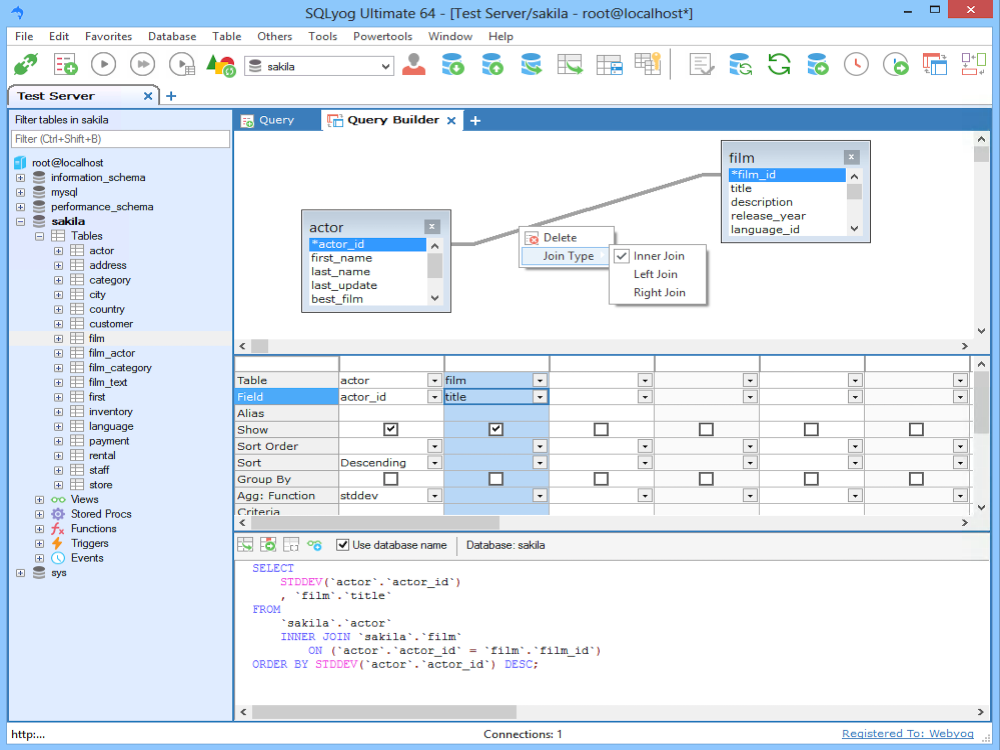 SQLyog Ultimate 64 - [Test Server/sakila - root@localhost*]
File Edit Favorites Database Table Others Tools Powertools Window Help
sakila
Test Server
Filter tables in sakila
Filter (Ctrl+Shift+B)
root@localhost
information_schema
mysql
performance_schema
sakila
Tables
actor
address
category
city
country
customer
film
film_actor
film_category
film_text
first
inventory
language
payment
rental
staff
store
Views
Stored Procs
Functions
Triggers
Events
sys
Query
Query Builder
actor
*actor_id
first_name
last_name
last_update
best_film
Delete
Join Type
Inner Join
Left Join
Right Join
film
*film_id
title
description
release_year
language_id
Table actor film
Field actor_id title
Alias
Show
Sort Order
Sort Descending
Group By
Agg: Function stddev
Criteria
Use database name Database: sakila
SELECT
STDDEV(`actor`.`actor_id`)
, `film`.`title`
FROM
`sakila`.`actor`
INNER JOIN `sakila`.`film`
ON (`actor`.`actor_id` = `film`.`film_id`)
ORDER BY STDDEV(`actor`.`actor_id`) DESC;
http:... Connections: 1 Registered To: Webyog